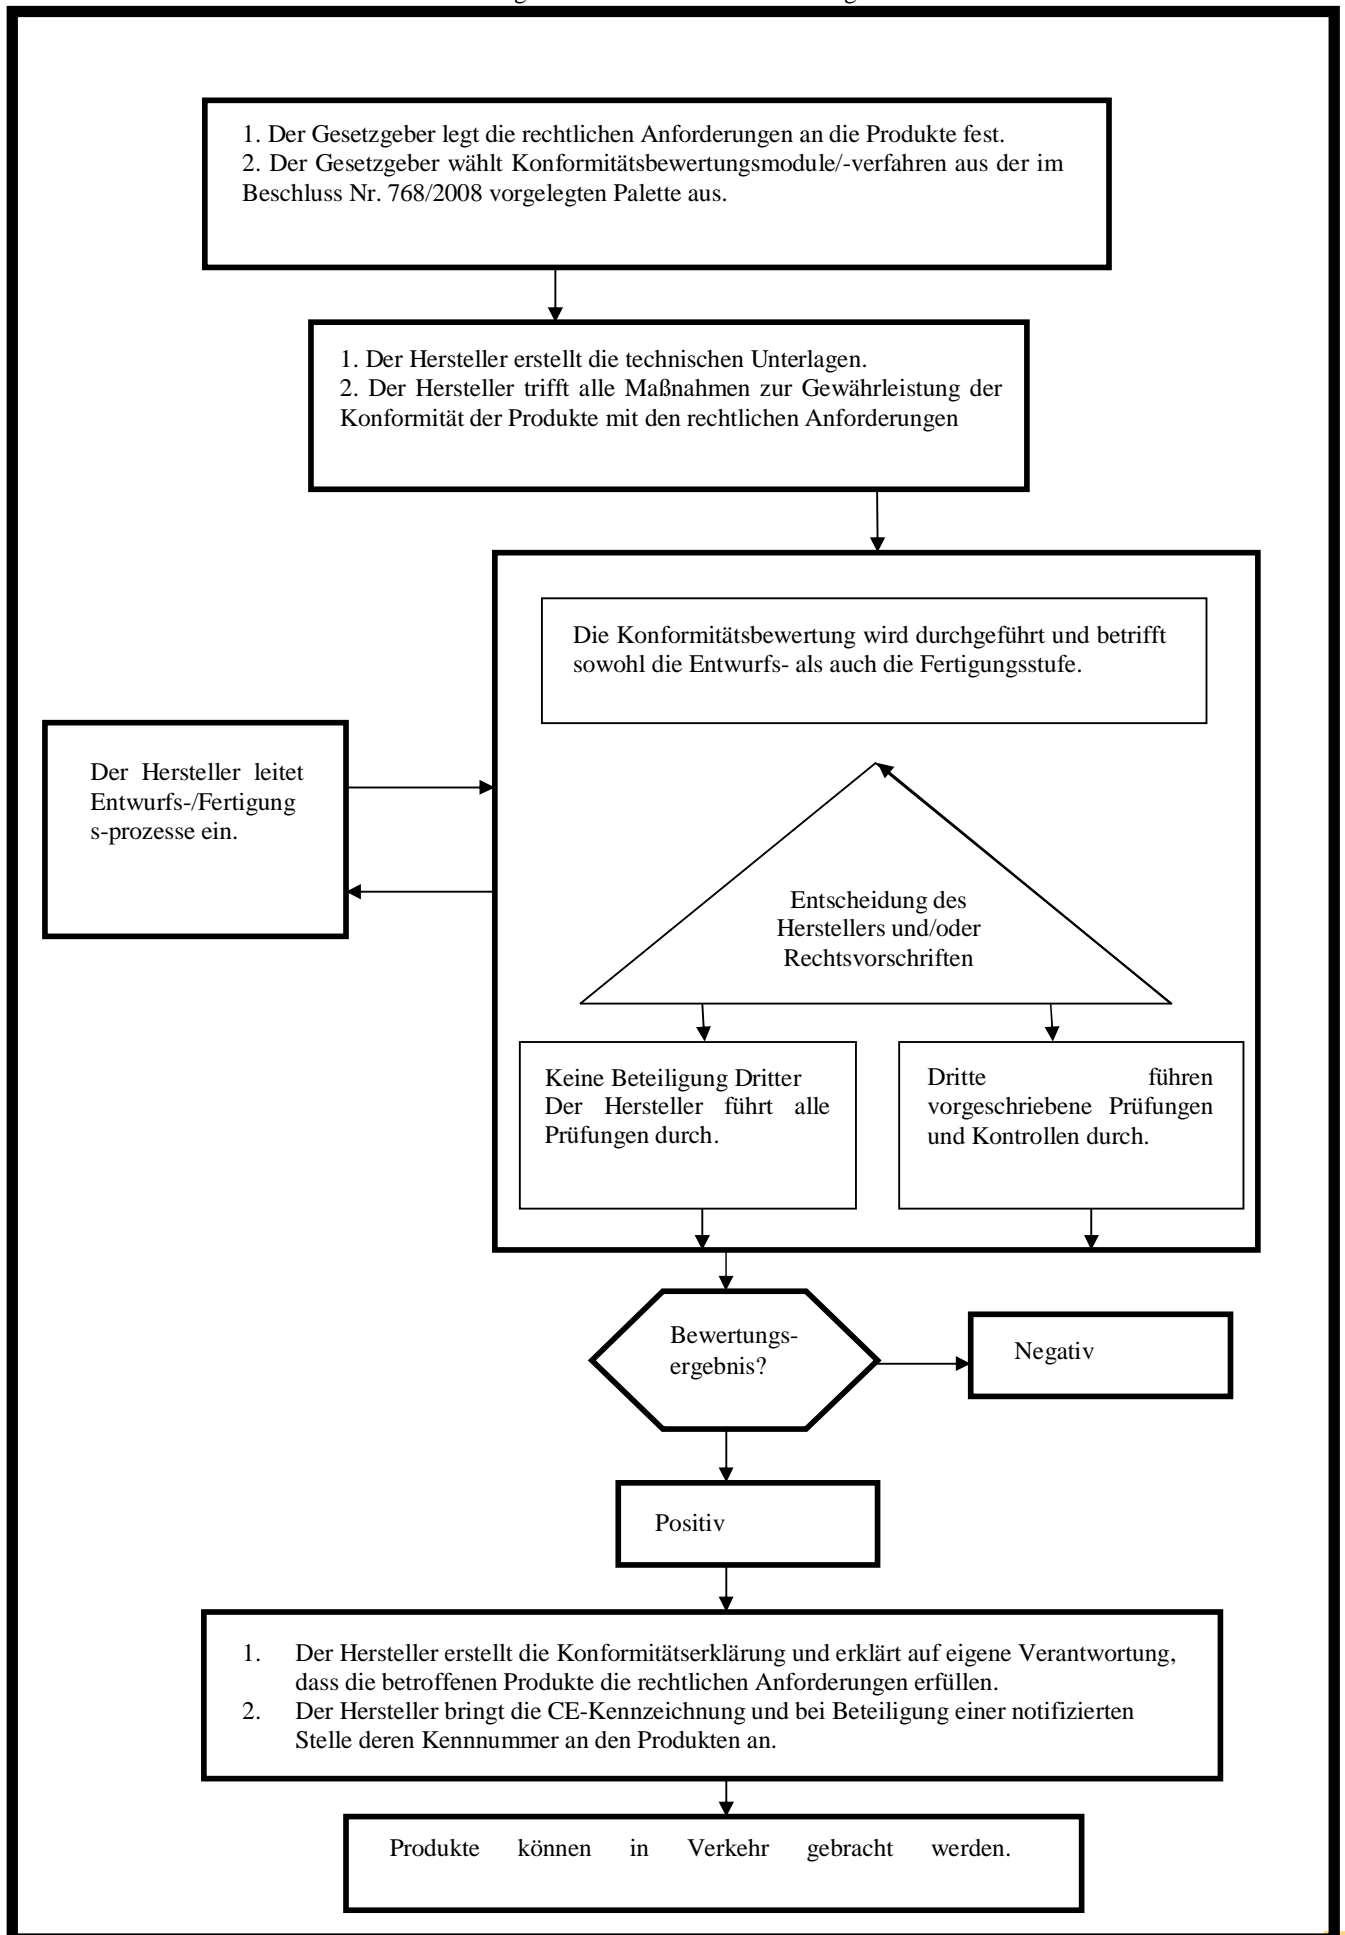 1. Der Gesetzgeber legt die rechtlichen Anforderungen an die Produkte fest.
2. Der Gesetzgeber wählt Konformitätsbewertungsmodule/-verfahren aus der im
Beschluss Nr. 768/2008 vorgelegten Palette aus.
1. Der Hersteller erstellt die technischen Unterlagen.
2. Der Hersteller trifft alle Maßnahmen zur Gewährleistung der
Konformität der Produkte mit den rechtlichen Anforderungen
Die Konformitätsbewertung wird durchgeführt und betrifft
sowohl die Entwurfs- als auch die Fertigungsstufe.
Der Hersteller leitet
Entwurfs-/Fertigung
s-prozesse ein.
Entscheidung des
Herstellers und/oder
Rechtsvorschriften
Keine Beteiligung Dritter
Der Hersteller führt alle
Prüfungen durch.
Dritte führen
vorgeschriebene Prüfungen
und Kontrollen durch.
Bewertungs-
ergebnis?
Negativ
Positiv
1. Der Hersteller erstellt die Konformitätserklärung und erklärt auf eigene Verantwortung,
dass die betroffenen Produkte die rechtlichen Anforderungen erfüllen.
2. Der Hersteller bringt die CE-Kennzeichnung und bei Beteiligung einer notifizierten
Stelle deren Kennnummer an den Produkten an.
Produkte können in Verkehr gebracht werden.